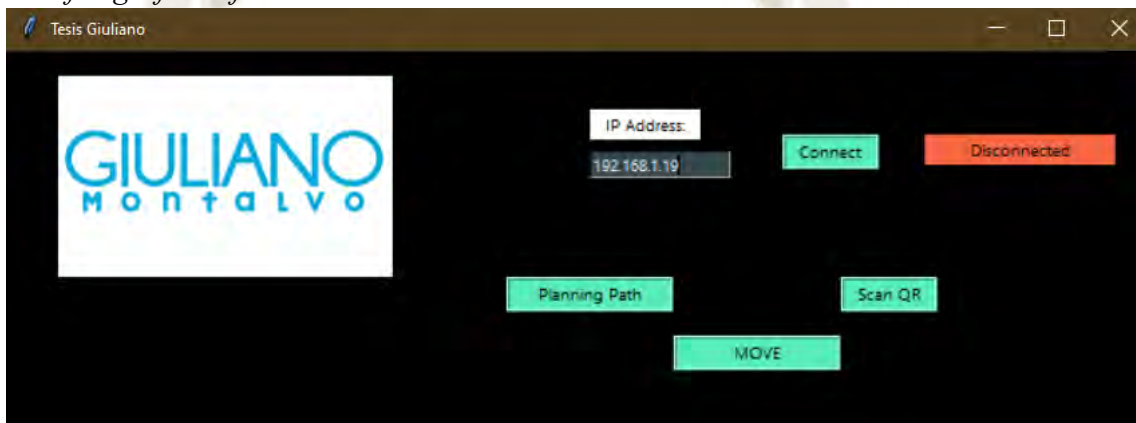 Tesis Giuliano
GIULIANO
Montalvo
IP Address:
192.168.1.19
Connect
Disconnected
Planning Path
Scan QR
MOVE